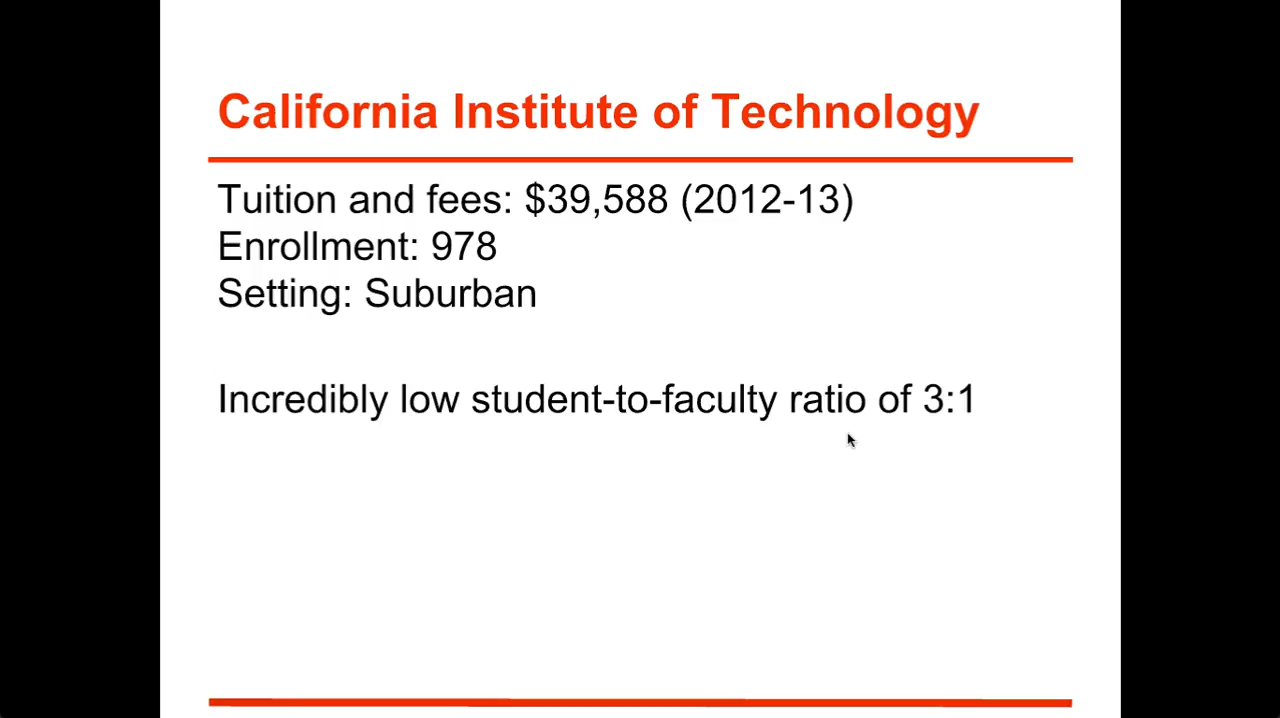 California Institute of Technology
Tuition and fees: $39,588 (2012-13)
Enrollment: 978
Setting: Suburban
Incredibly low student-to-faculty ratio of 3:1